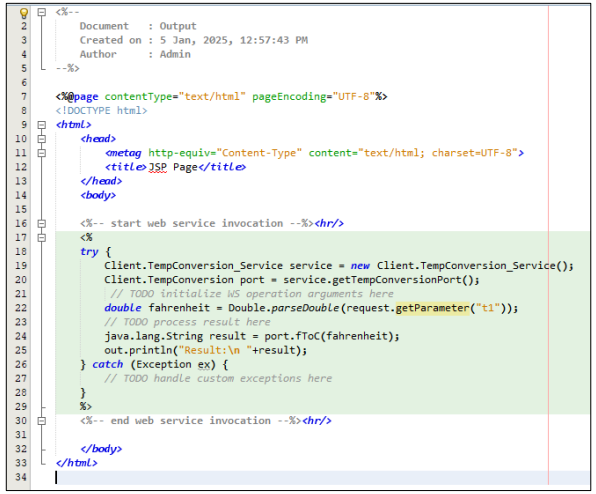 <%--
2 Document : Output
3 Created on : 5 Jan, 2025, 12:57:43 PM
4 Author : Admin
5 --%>
6
7 <%@page contentType="text/html" pageEncoding="UTF-8"%>
8 <!DOCTYPE html>
9 <html>
10 <head>
11 <metag http-equiv="Content-Type" content="text/html; charset=UTF-8">
12 <title>JSP Page</title>
13 </head>
14 <body>
15
16 <%-- start web service invocation --%><hr/>
17 <%
18 try {
19 Client.TempConversion_Service service = new Client.TempConversion_Service();
20 Client.TempConversion port = service.getTempConversionPort();
21 // TODO initialize WS operation arguments here
22 double fahrenheit = Double.parseDouble(request.getParameter("t1"));
23 // TODO process result here
24 java.lang.String result = port.fToC(fahrenheit);
25 out.println("Result:\n "+result);
26 } catch (Exception ex) {
27 // TODO handle custom exceptions here
28 }
29 %>
30 <%-- end web service invocation --%><hr/>
31
32 </body>
33 </html>
34